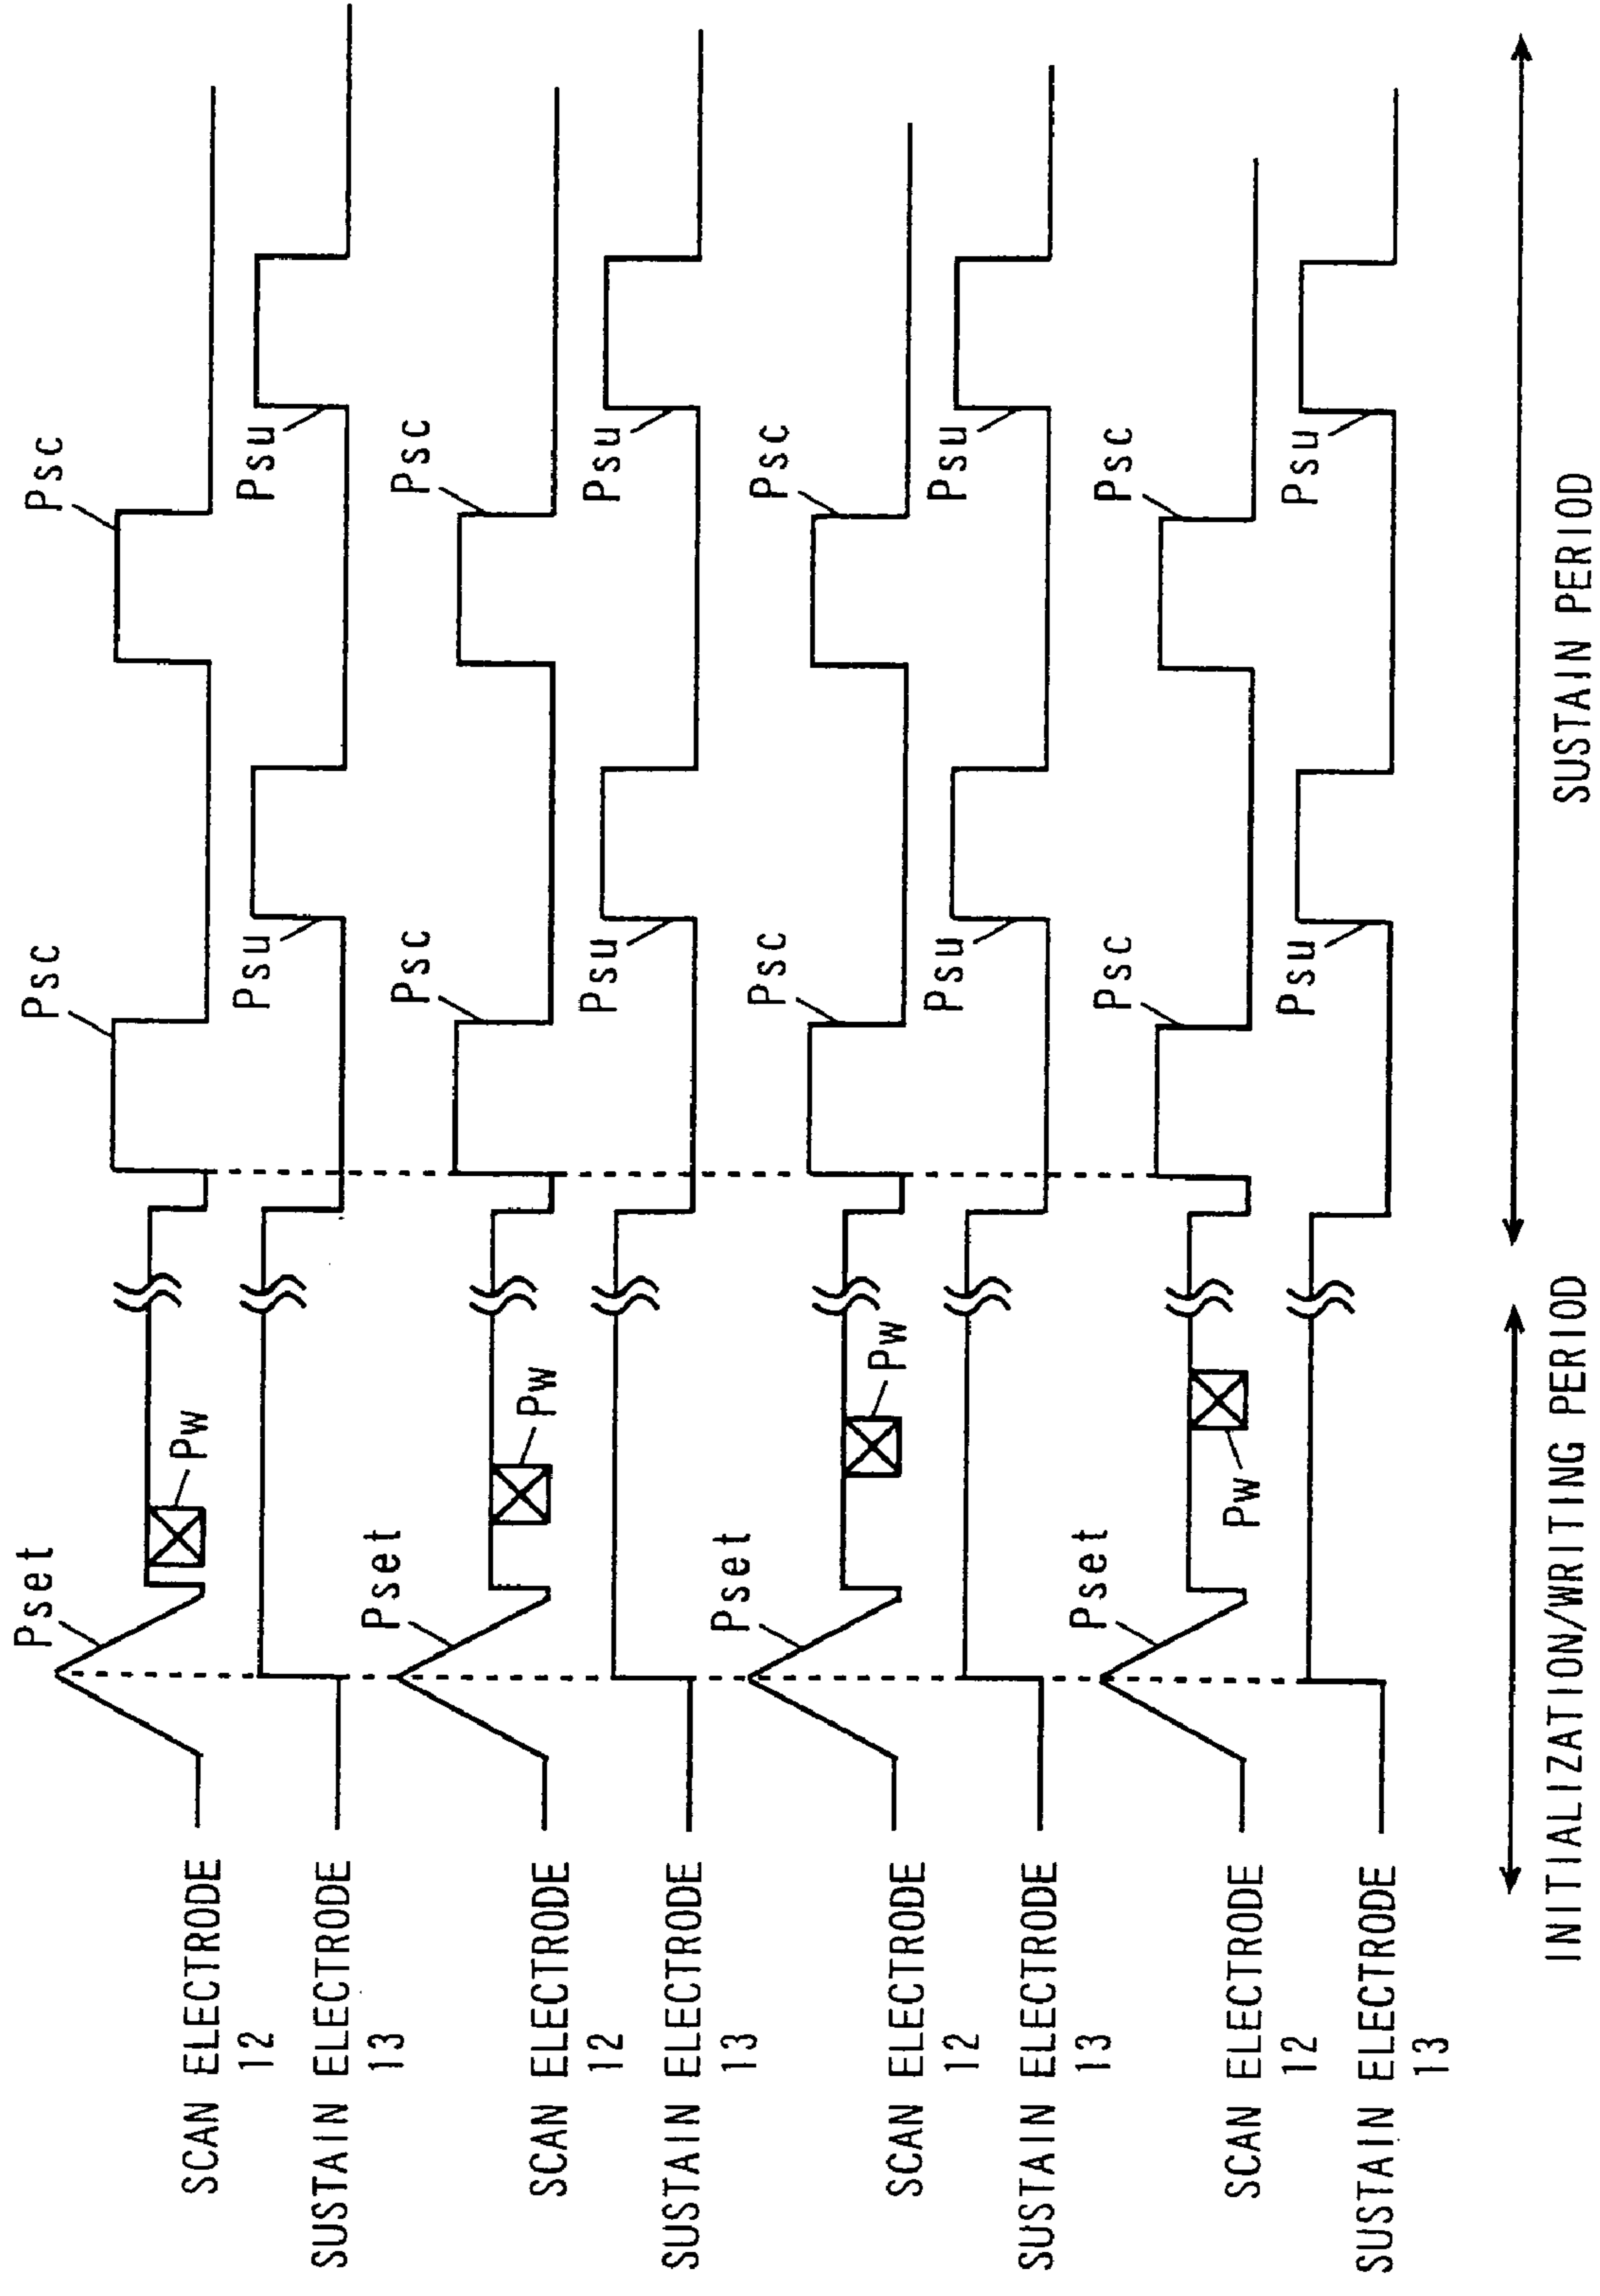 Pset
Pw
Psc
Psc
SCAN ELECTRODE
12
Psu
Psu
SUSTAIN ELECTRODE
13
Pset
Pw
Psc
Psc
SCAN ELECTRODE
12
Psu
Psu
SUSTAIN ELECTRODE
13
Pset
Pw
Psc
Psc
SCAN ELECTRODE
12
Psu
Psu
SUSTAIN ELECTRODE
13
Pset
Pw
Psc
Psc
SCAN ELECTRODE
12
Psu
Psu
SUSTAIN ELECTRODE
13
INITIALIZATION/WRITING PERIOD
SUSTAIN PERIOD